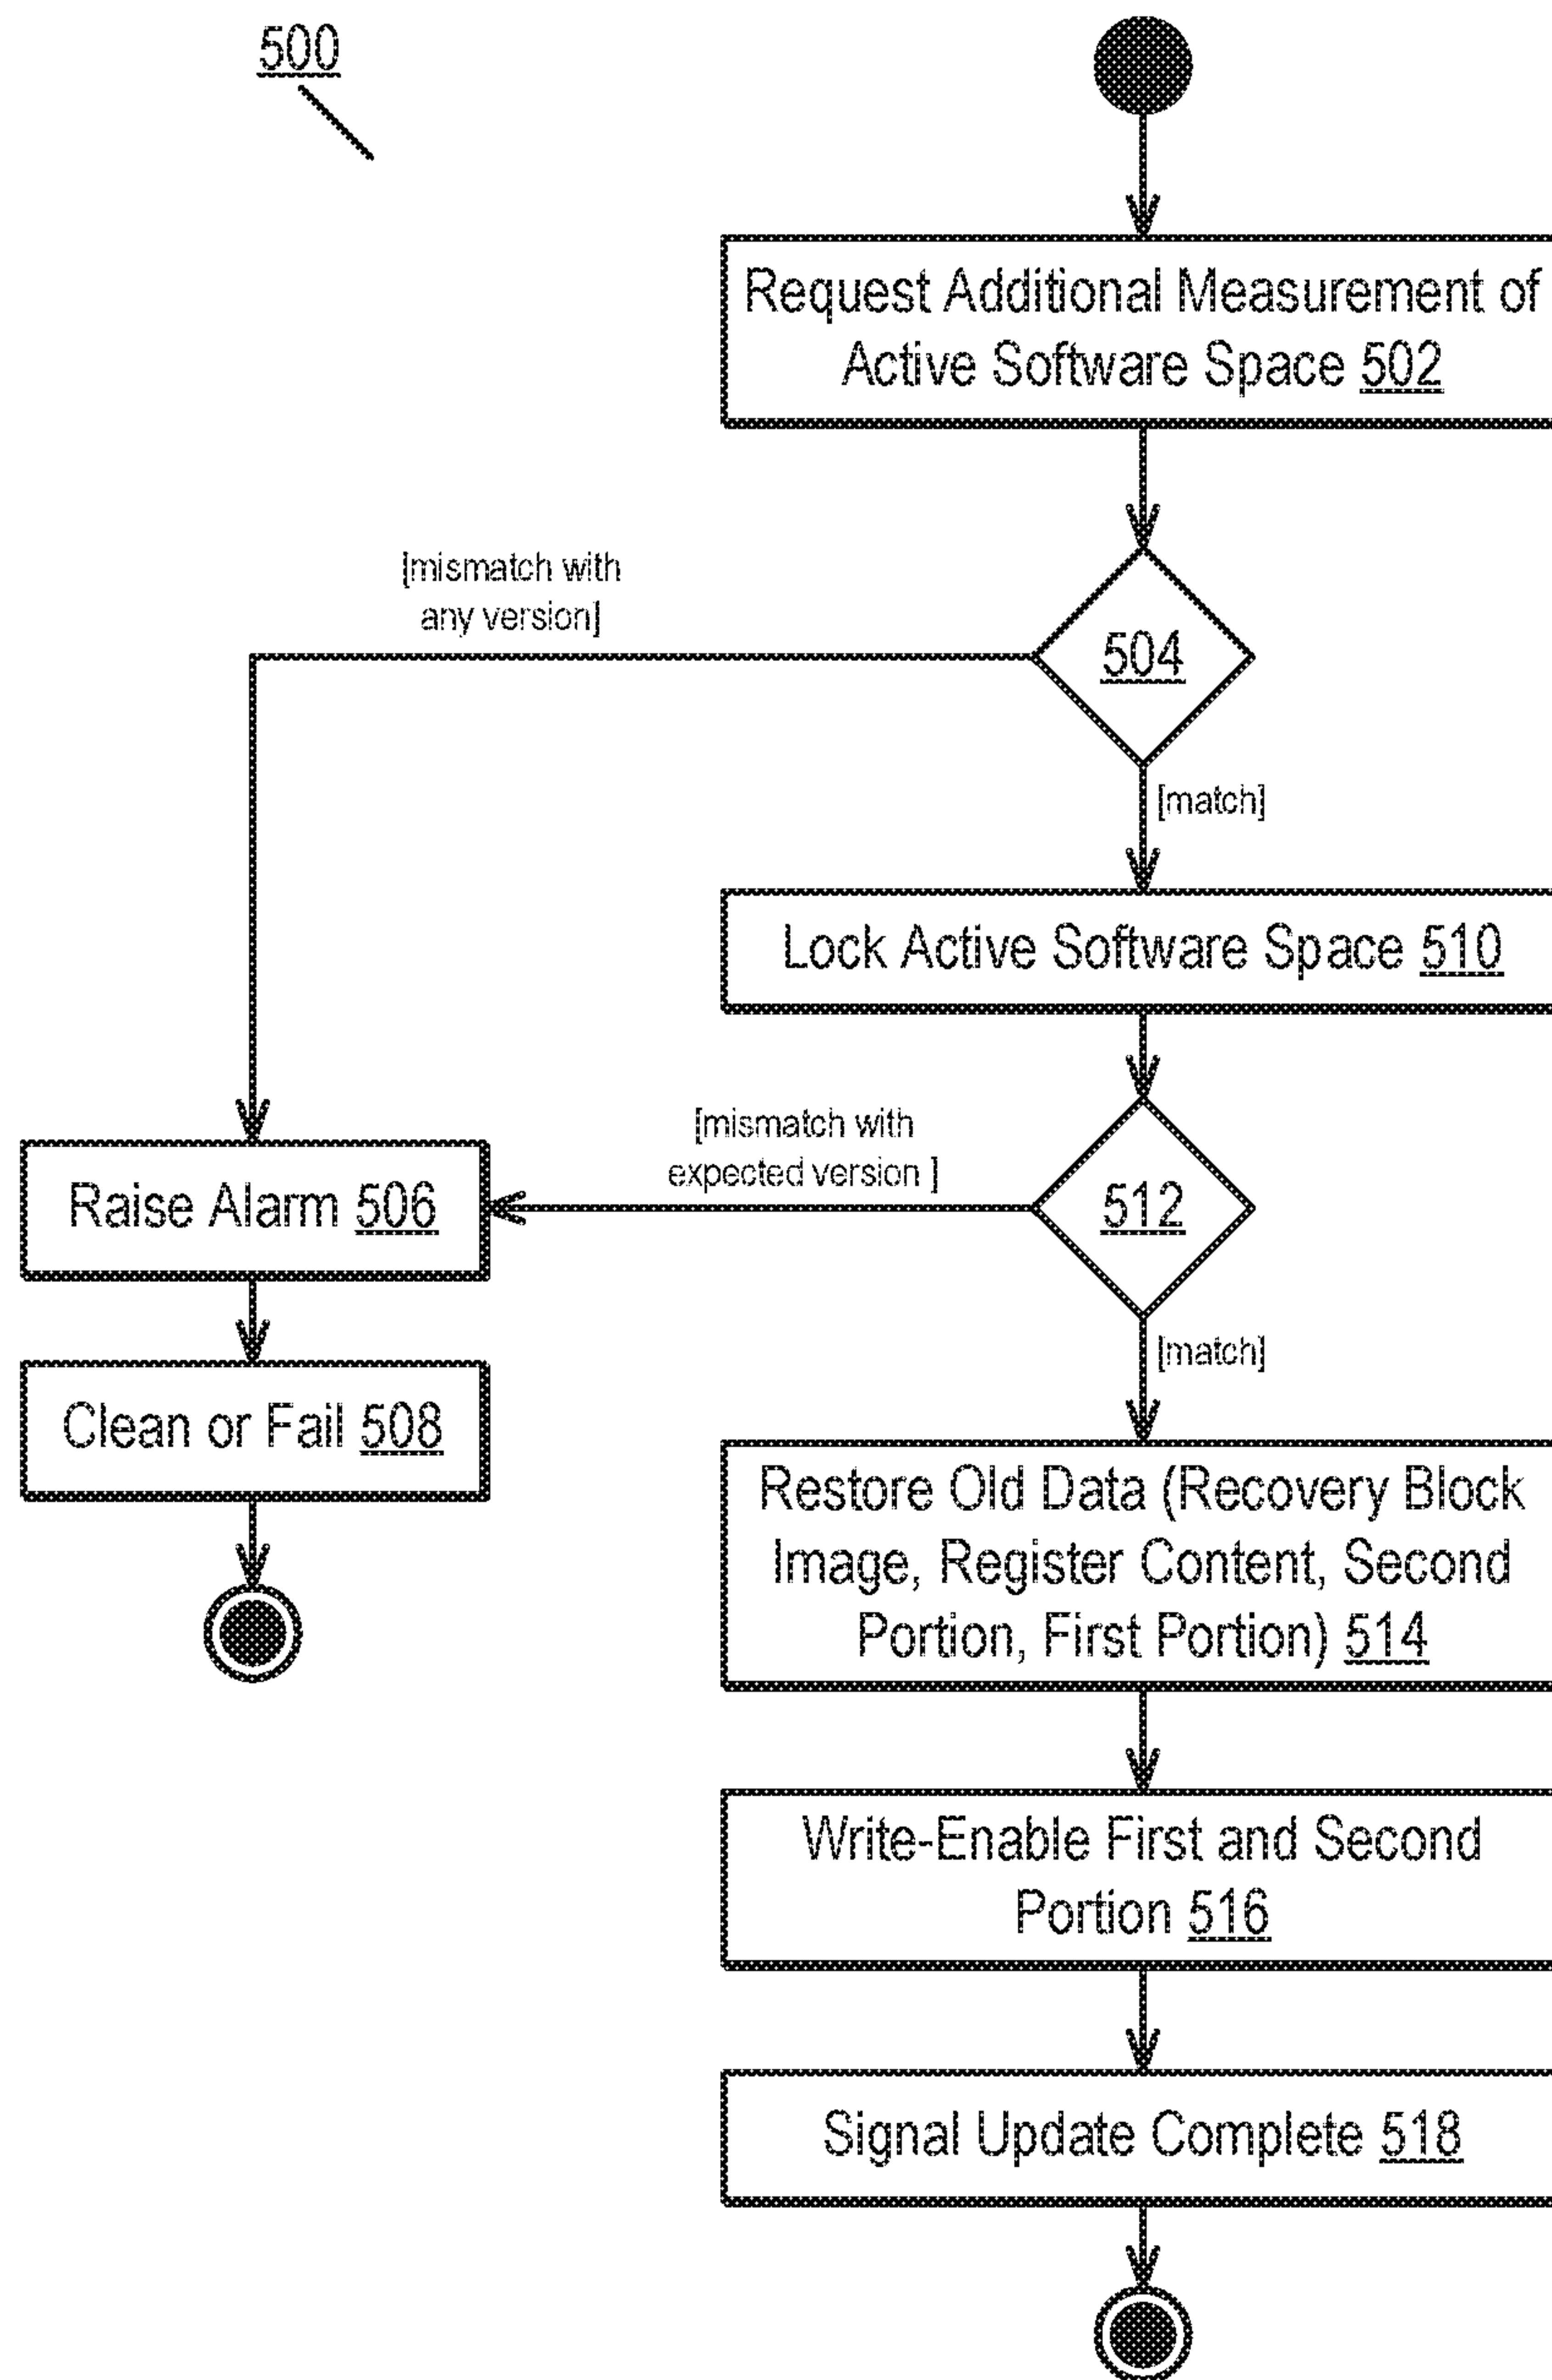 500
Request Additional Measurement of
Active Software Space 502
[mismatch with
any version]
504
[match]
Lock Active Software Space 510
[mismatch with
expected version ]
Raise Alarm 506
512
[match]
Clean or Fail 508
Restore Old Data (Recovery Block
Image, Register Content, Second
Portion, First Portion) 514
Write-Enable First and Second
Portion 516
Signal Update Complete 518